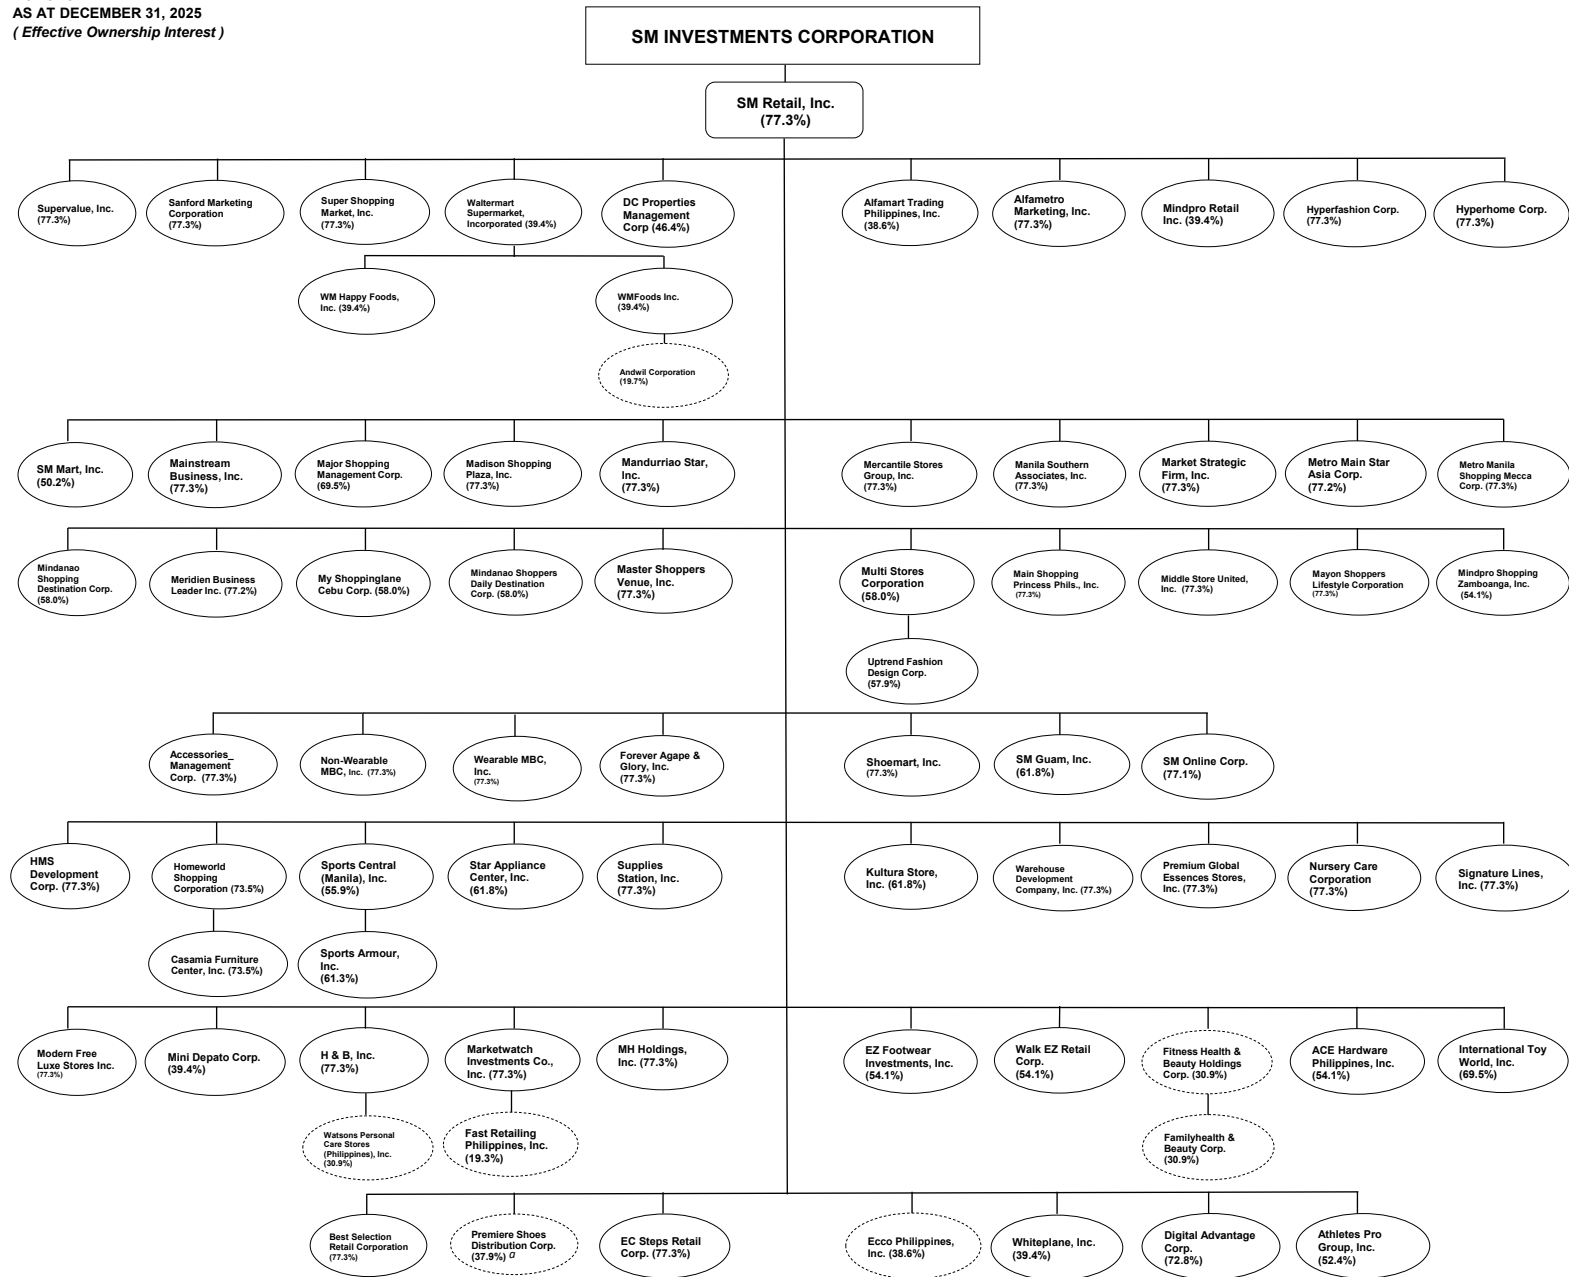 AS AT DECEMBER 31, 2025
( Effective Ownership Interest )
SM INVESTMENTS CORPORATION
SM Retail, Inc.
(77.3%)
Supervalue, Inc.
(77.3%)
Sanford Marketing
Corporation
(77.3%)
Super Shopping
Market, Inc.
(77.3%)
Waltermart
Supermarket,
Incorporated (39.4%)
DC Properties
Management
Corp (46.4%)
Alfamart Trading
Philippines, Inc.
(38.6%)
Alfametro
Marketing, Inc.
(77.3%)
Mindpro Retail
Inc. (39.4%)
Hyperfashion Corp.
(77.3%)
Hyperhome Corp.
(77.3%)
WM Happy Foods,
Inc. (39.4%)
WMFoods Inc.
(39.4%)
Andwil Corporation
(19.7%)
SM Mart, Inc.
(50.2%)
Mainstream
Business, Inc.
(77.3%)
Major Shopping
Management Corp.
(69.5%)
Madison Shopping
Plaza, Inc.
(77.3%)
Mandurriao Star,
Inc.
(77.3%)
Mercantile Stores
Group, Inc.
(77.3%)
Manila Southern
Associates, Inc.
(77.3%)
Market Strategic
Firm, Inc.
(77.3%)
Metro Main Star
Asia Corp.
(77.2%)
Metro Manila
Shopping Mecca
Corp. (77.3%)
Mindanao
Shopping
Destination Corp.
(58.0%)
Meridien Business
Leader Inc. (77.2%)
My Shoppinglane
Cebu Corp. (58.0%)
Mindanao Shoppers
Daily Destination
Corp. (58.0%)
Master Shoppers
Venue, Inc.
(77.3%)
Multi Stores
Corporation
(58.0%)
Main Shopping
Princess Phils., Inc.
(77.3%)
Middle Store United,
Inc. (77.3%)
Mayon Shoppers
Lifestyle Corporation
(77.3%)
Mindpro Shopping
Zamboanga, Inc.
(54.1%)
Uptrend Fashion
Design Corp.
(57.9%)
Accessories_
Management
Corp. (77.3%)
Non-Wearable
MBC, Inc. (77.3%)
Wearable MBC,
Inc.
(77.3%)
Forever Agape &
Glory, Inc.
(77.3%)
Shoemart, Inc.
(77.3%)
SM Guam, Inc.
(61.8%)
SM Online Corp.
(77.1%)
HMS
Development
Corp. (77.3%)
Homeworld
Shopping
Corporation (73.5%)
Sports Central
(Manila), Inc.
(55.9%)
Star Appliance
Center, Inc.
(61.8%)
Supplies
Station, Inc.
(77.3%)
Kultura Store,
Inc. (61.8%)
Warehouse
Development
Company, Inc. (77.3%)
Premium Global
Essences Stores,
Inc. (77.3%)
Nursery Care
Corporation
(77.3%)
Signature Lines,
Inc. (77.3%)
Casamia Furniture
Center, Inc. (73.5%)
Sports Armour,
Inc.
(61.3%)
Modern Free
Luxe Stores Inc.
(77.3%)
Mini Depato Corp.
(39.4%)
H & B, Inc.
(77.3%)
Marketwatch
Investments Co.,
Inc. (77.3%)
MH Holdings,
Inc. (77.3%)
EZ Footwear
Investments, Inc.
(54.1%)
Walk EZ Retail
Corp.
(54.1%)
Fitness Health &
Beauty Holdings
Corp. (30.9%)
ACE Hardware
Philippines, Inc.
(54.1%)
International Toy
World, Inc.
(69.5%)
Watsons Personal
Care Stores
(Philippines), Inc.
(30.9%)
Fast Retailing
Philippines, Inc.
(19.3%)
Familyhealth &
Beauty Corp.
(30.9%)
Best Selection
Retail Corporation
(77.3%)
Premiere Shoes
Distribution Corp.
(37.9%) a
EC Steps Retail
Corp. (77.3%)
Ecco Philippines,
Inc. (38.6%)
Whiteplane, Inc.
(39.4%)
Digital Advantage
Corp.
(72.8%)
Athletes Pro
Group, Inc.
(52.4%)